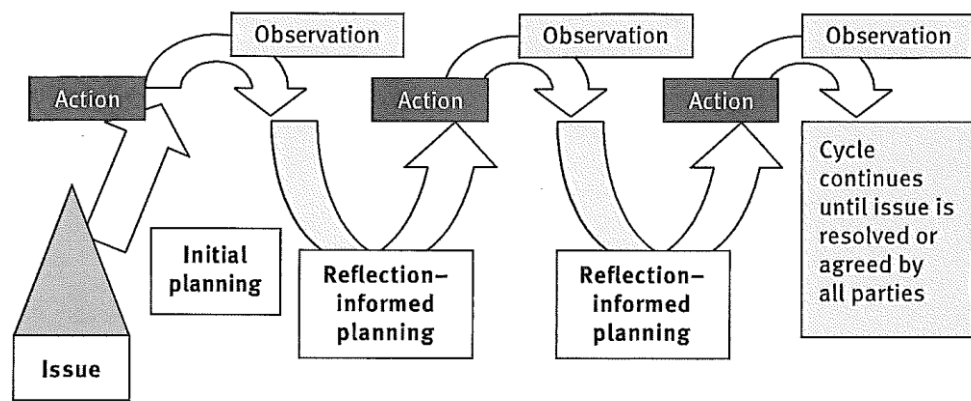 Observation
Observation
Observation
Action
Action
Action
Cycle
continues
until issue is
resolved or
agreed by
all parties
Initial
planning
Reflection–
informed
planning
Reflection–
informed
planning
Issue